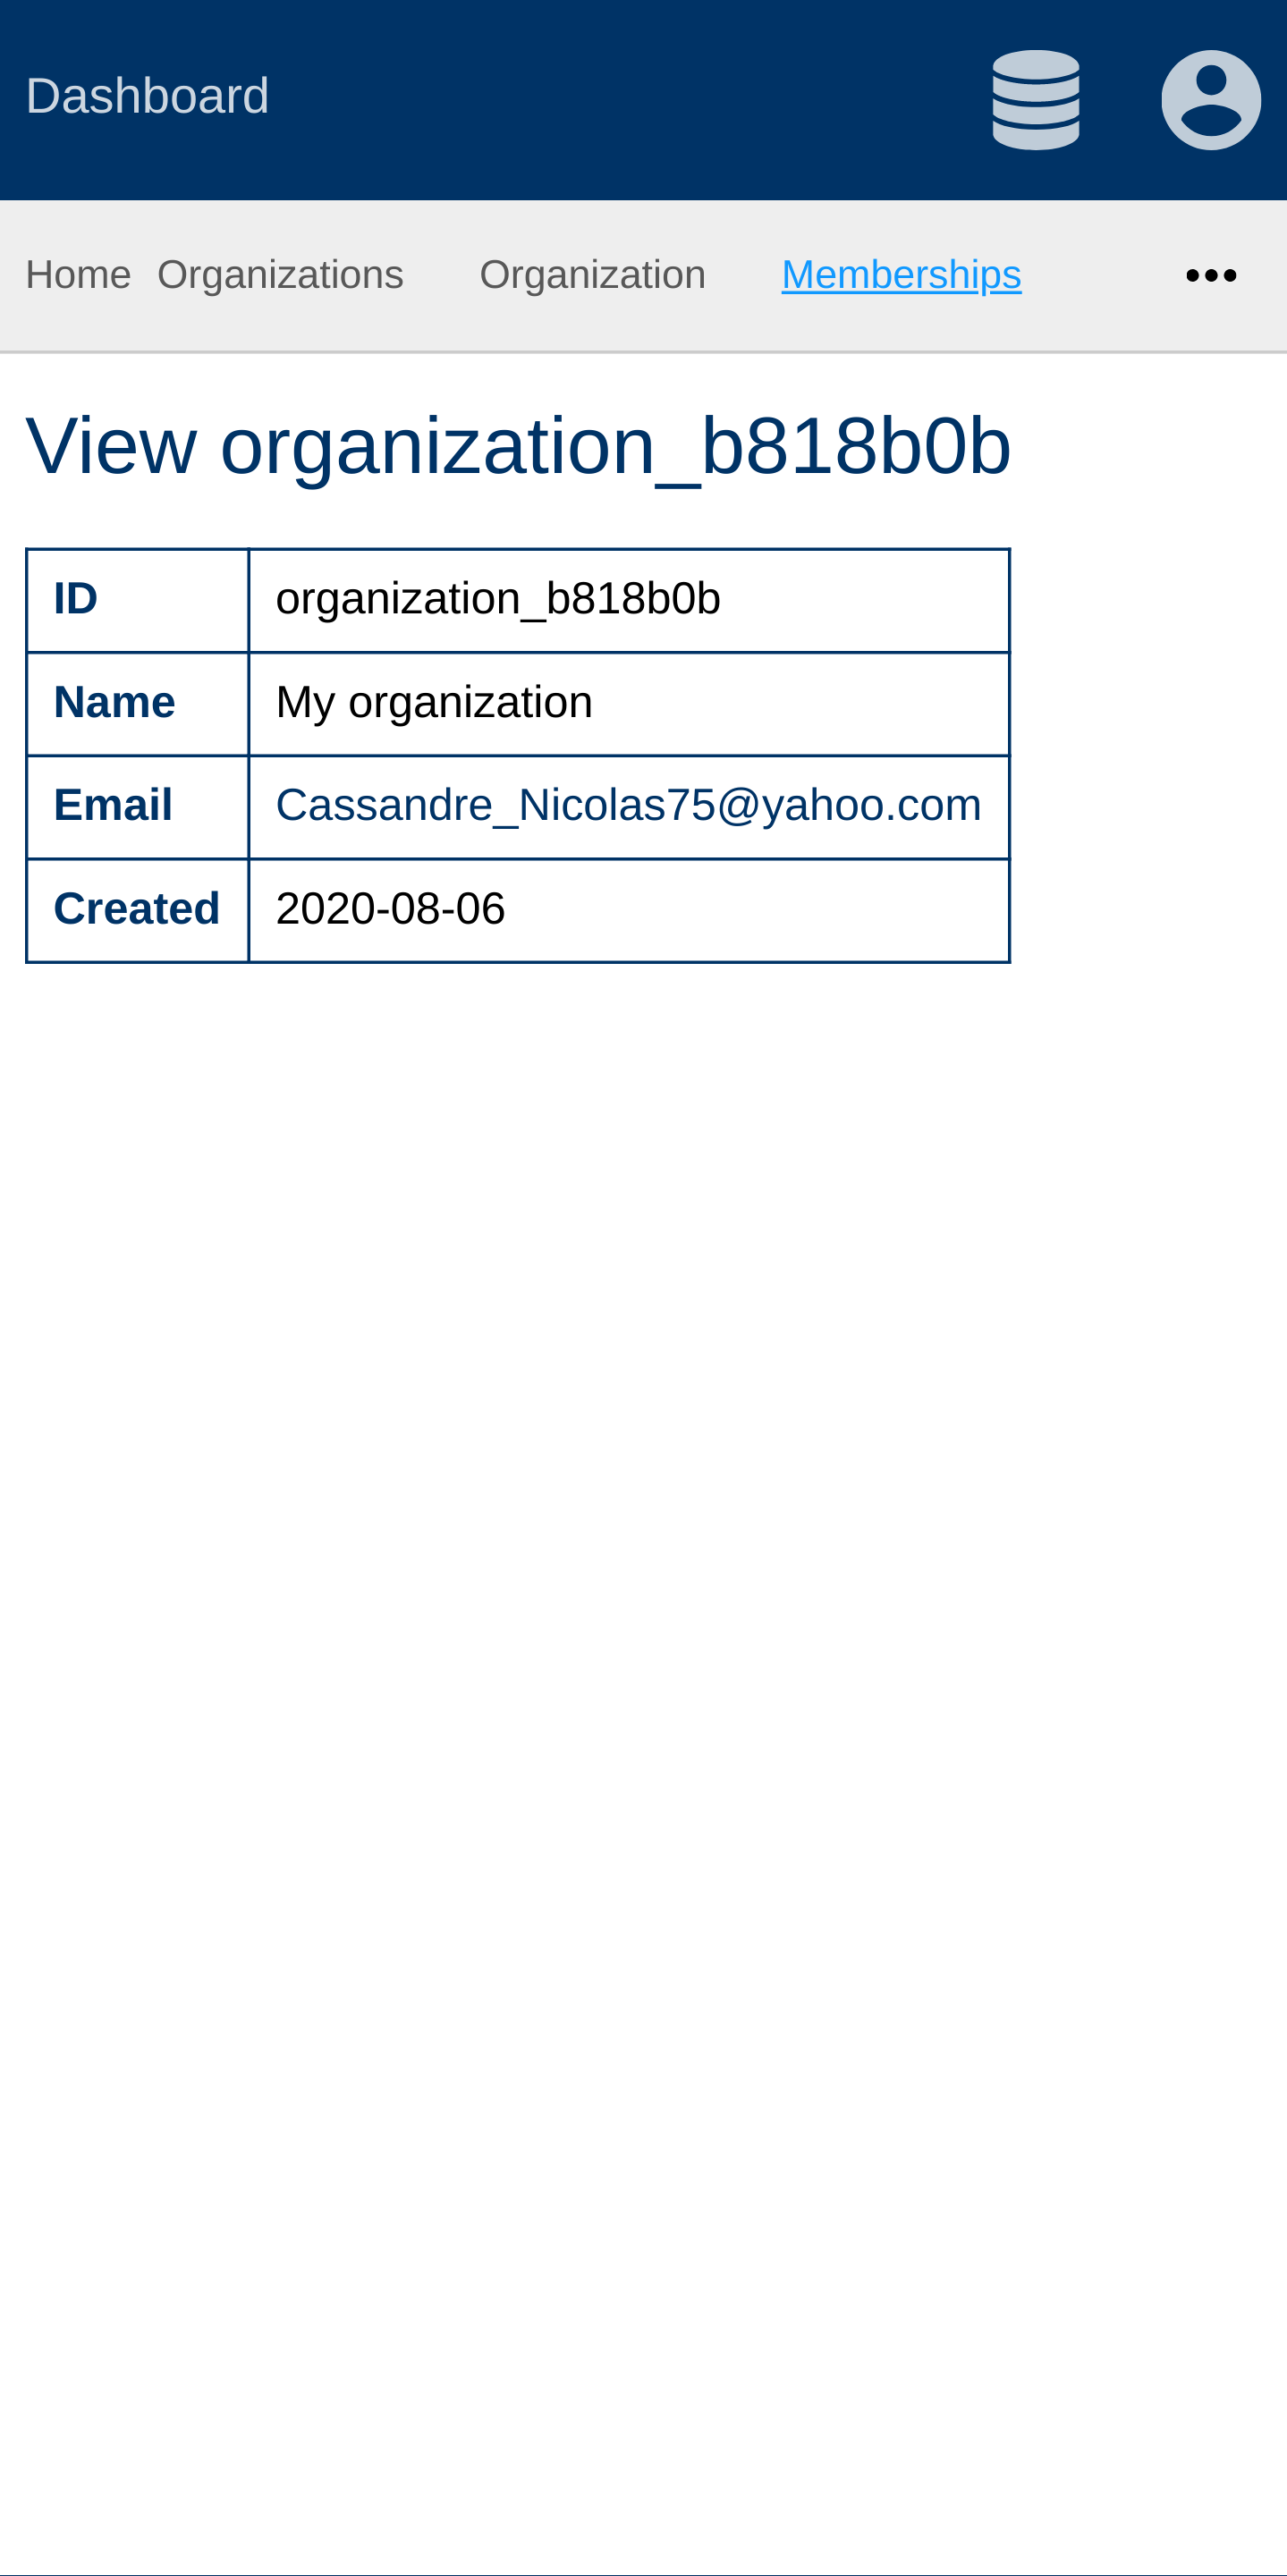 Dashboard
Home Organizations Organization Memberships •••
View organization_b818b0b
ID organization_b818b0b
Name My organization
Email Cassandre_Nicolas75@yahoo.com
Created 2020-08-06